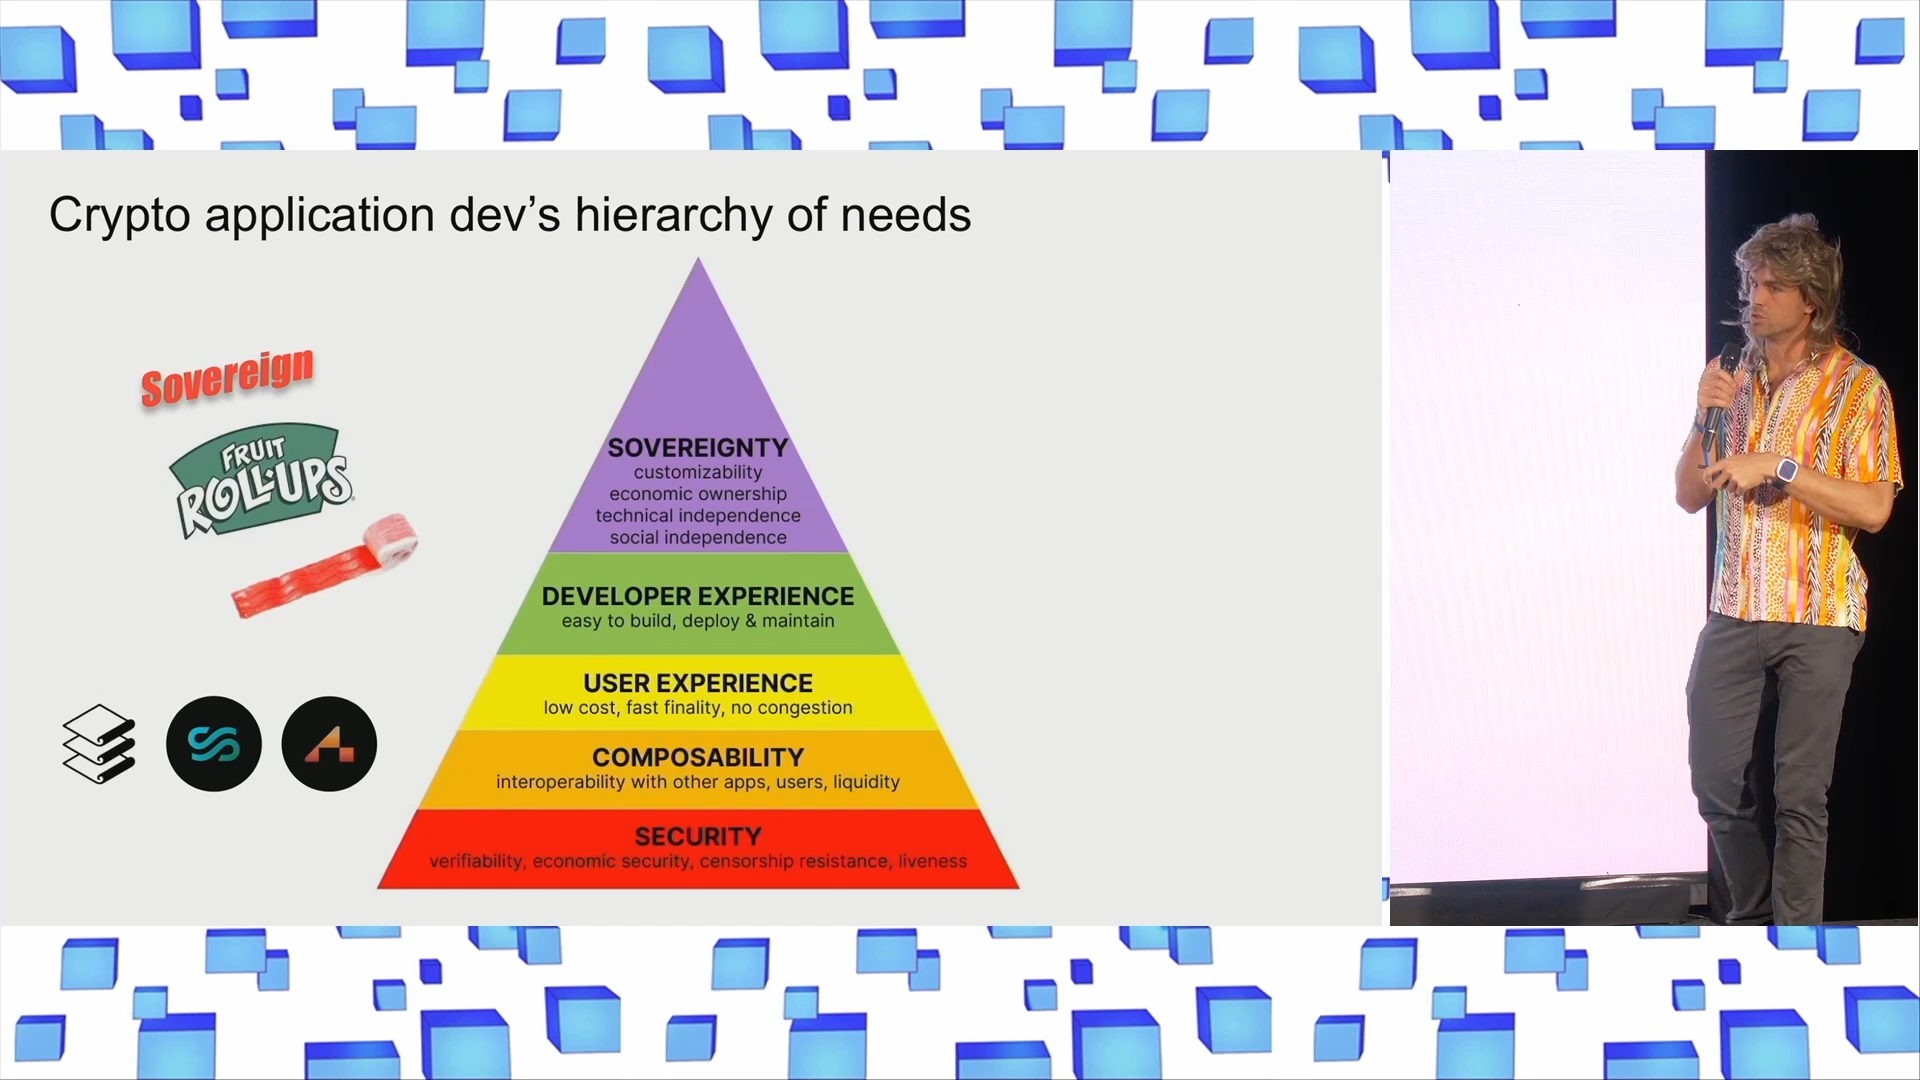 Crypto application dev’s hierarchy of needs
Sovereign
FRUIT
ROLL·UPS
SOVEREIGNTY
customizability
economic ownership
technical independence
social independence
DEVELOPER EXPERIENCE
easy to build, deploy & maintain
USER EXPERIENCE
low cost, fast finality, no congestion
COMPOSABILITY
interoperability with other apps, users, liquidity
SECURITY
verifiability, economic security, censorship resistance, liveness